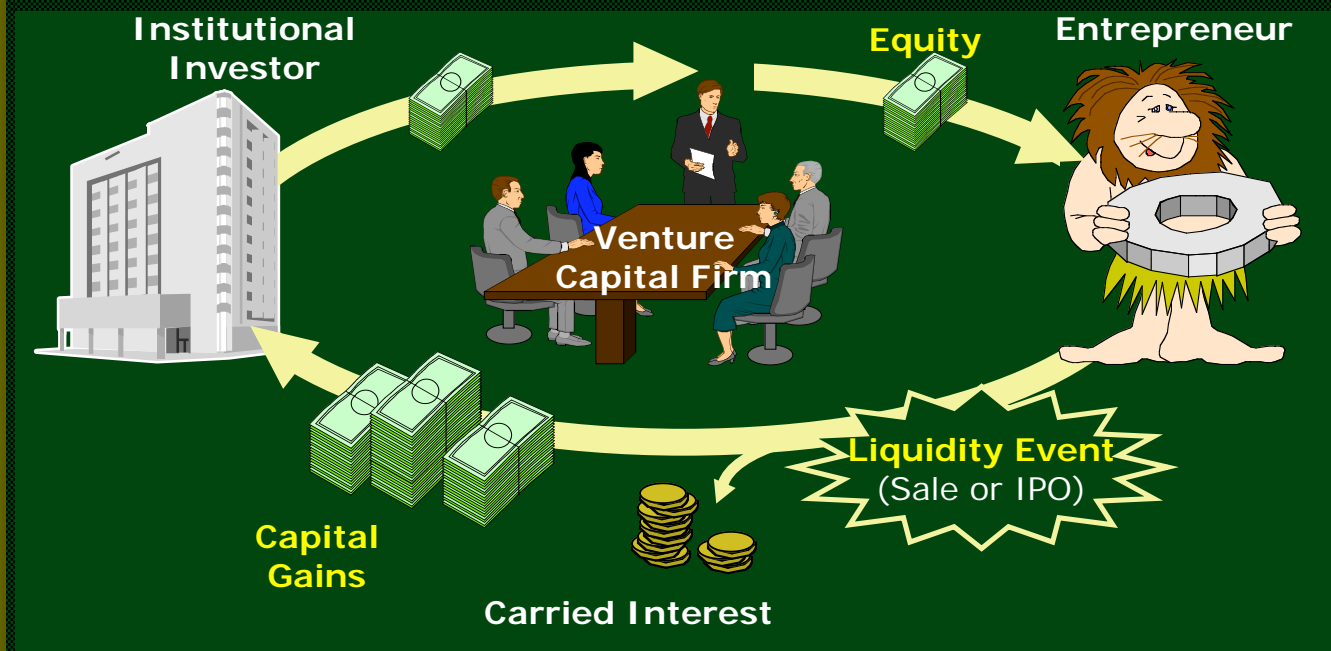 Institutional
Investor
Equity
Entrepreneur
Venture
Capital Firm
Liquidity Event
(Sale or IPO)
Capital
Gains
Carried Interest